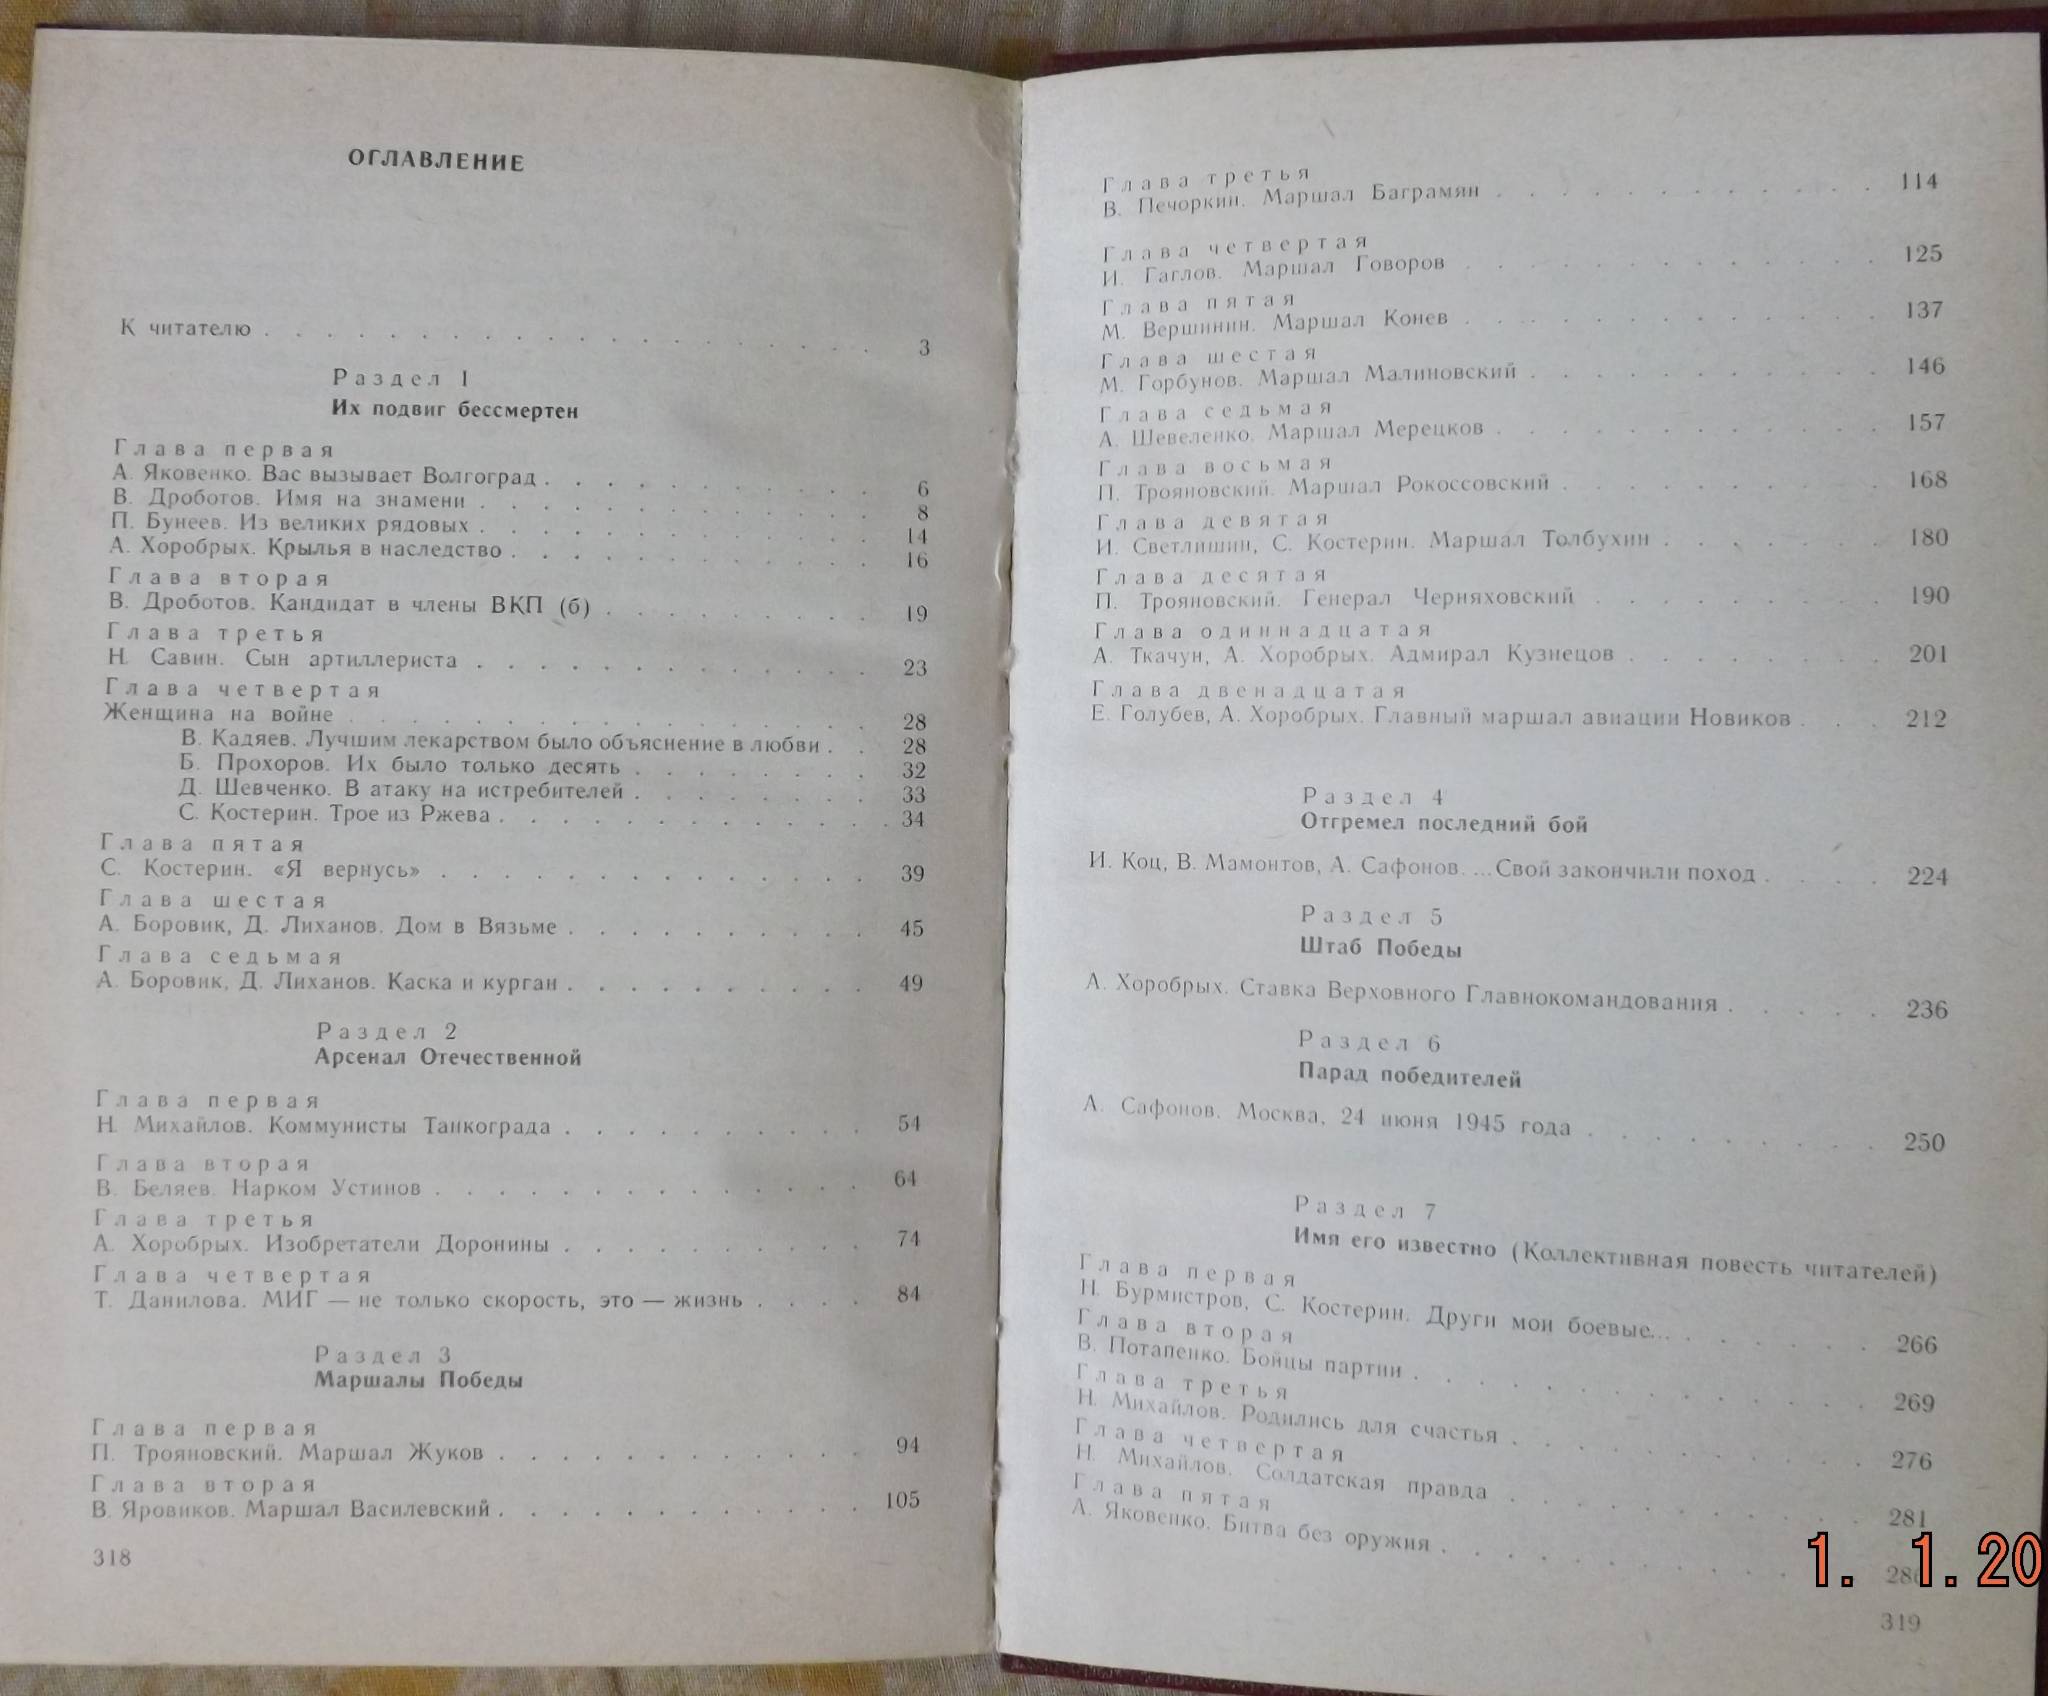 ОГЛАВЛЕНИЕ
К читателю . . . . . . . . . . . . . . . . . . . 3
Раздел 1
Их подвиг бессмертен
Глава первая
А. Яковенко. Вас вызывает Волгоград . . . . . . . . . . . 6
В. Дроботов. Имя на знамени . . . . . . . . . . . . . 8
П. Бунеев. Из великих рядовых . . . . . . . . . . . . . 14
А. Хоробрых. Крылья в наследство . . . . . . . . . . . . 16
Глава вторая
В. Дроботов. Кандидат в члены ВКП (б) . . . . . . . . . 19
Глава третья
Н. Савин. Сын артиллериста . . . . . . . . . . . . . 23
Глава четвертая
Женщина на войне . . . . . . . . . . . . . . . . . 28
В. Кадяев. Лучшим лекарством было объяснение в любви . . 28
Б. Прохоров. Их было только десять . . . . . . . . 32
Д. Шевченко. В атаку на истребителей . . . . . . . . 33
С. Костерин. Трое из Ржева . . . . . . . . . . . . . 34
Глава пятая
С. Костерин. «Я вернусь» . . . . . . . . . . . . . . 39
Глава шестая
А. Боровик, Д. Лиханов. Дом в Вязьме . . . . . . . . . . 45
Глава седьмая
А. Боровик, Д. Лиханов. Каска и курган . . . . . . . . . . 49
Раздел 2
Арсенал Отечественной
Глава первая
Н. Михайлов. Коммунисты Танкограда . . . . . . . . . . 54
Глава вторая
В. Беляев. Нарком Устинов . . . . . . . . . . . . . . 64
Глава третья
А. Хоробрых. Изобретатели Доронины . . . . . . . . . . 74
Глава четвертая
Т. Данилова. МИГ — не только скорость, это — жизнь . . . . 84
Раздел 3
Маршалы Победы
Глава первая
П. Трояновский. Маршал Жуков . . . . . . . . . . . . 94
Глава вторая
В. Яровиков. Маршал Василевский . . . . . . . . . . . . 105
318
Глава третья
В. Печоркин. Маршал Баграмян . . . . . . . . . . . . 114
Глава четвертая
И. Гаглов. Маршал Говоров . . . . . . . . . . . . . 125
Глава пятая
М. Вершинин. Маршал Конев . . . . . . . . . . . . . 137
Глава шестая
М. Горбунов. Маршал Малиновский . . . . . . . . . . . 146
Глава седьмая
А. Шевеленко. Маршал Мерецков . . . . . . . . . . . . 157
Глава восьмая
П. Трояновский. Маршал Рокоссовский . . . . . . . . . . 168
Глава девятая
И. Светлишин, С. Костерин. Маршал Толбухин . . . . . . . 180
Глава десятая
П. Трояновский. Генерал Черняховский . . . . . . . . . 190
Глава одиннадцатая
А. Ткачун, А. Хоробрых. Адмирал Кузнецов . . . . . . . . 201
Глава двенадцатая
Е. Голубев, А. Хоробрых. Главный маршал авиации Новиков . . . 212
Раздел 4
Отгремел последний бой
И. Коц, В. Мамонтов, А. Сафонов. ...Свой закончили поход . . . . 224
Раздел 5
Штаб Победы
А. Хоробрых. Ставка Верховного Главнокомандования . . . . . 236
Раздел 6
Парад победителей
А. Сафонов. Москва, 24 июня 1945 года . . . . . . . . . 250
Раздел 7
Имя его известно (Коллективная повесть читателей)
Глава первая
Н. Бурмистров, С. Костерин. Други мои боевые... . . . . . . 266
Глава вторая
В. Потапенко. Бойцы партии . . . . . . . . . . . . . . 269
Глава третья
Н. Михайлов. Родились для счастья . . . . . . . . . . . 276
Глава четвертая
Н. Михайлов. Солдатская правда . . . . . . . . . . . . 281
Глава пятая
А. Яковенко. Битва без оружия . . . . . . . . . .
319
1. 1.20